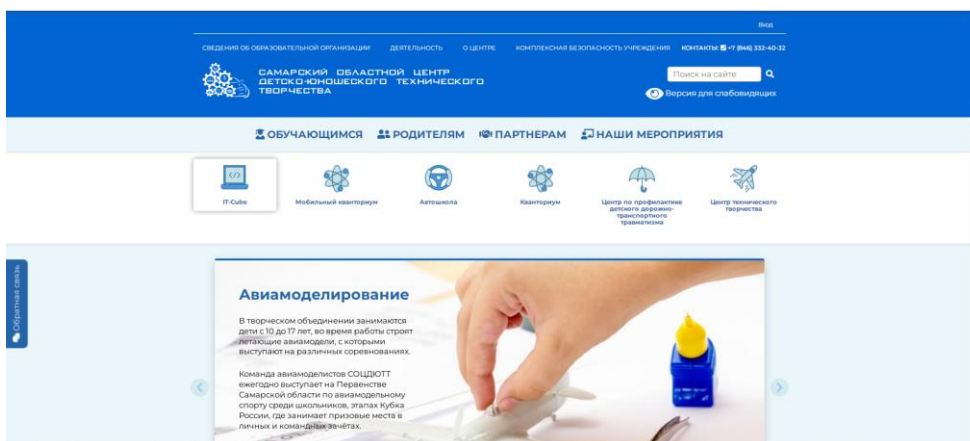 Вход
СВЕДЕНИЯ ОБ ОБРАЗОВАТЕЛЬНОЙ ОРГАНИЗАЦИИ ДЕЯТЕЛЬНОСТЬ О ЦЕНТРЕ КОМПЛЕКСНАЯ БЕЗОПАСНОСТЬ УЧРЕЖДЕНИЯ КОНТАКТЫ: +7 (846) 332-40-32
САМАРСКИЙ ОБЛАСТНОЙ ЦЕНТР
ДЕТСКО-ЮНОШЕСКОГО ТЕХНИЧЕСКОГО
ТВОРЧЕСТВА
Поиск на сайте
Версия для слабовидящих
ОБУЧАЮЩИМСЯ РОДИТЕЛЯМ ПАРТНЕРАМ НАШИ МЕРОПРИЯТИЯ
IT-Cube
Мобильный кванториум
Автошкола
Кванториум
Центр по профилактике
детского дорожно-
транспортного
травматизма
Центр технического
творчества
Обратная связь
Авиамоделирование
В творческом объединении занимаются
дети с 10 до 17 лет, во время работы строят
летающие авиамодели, с которыми
выступают на различных соревнованиях.
Команда авиамоделистов СОЦДЮТТ
ежегодно выступает на Первенстве
Самарской области по авиамодельному
спорту среди школьников, этапах Кубка
России, где занимает призовые места в
личных и командных зачётах.